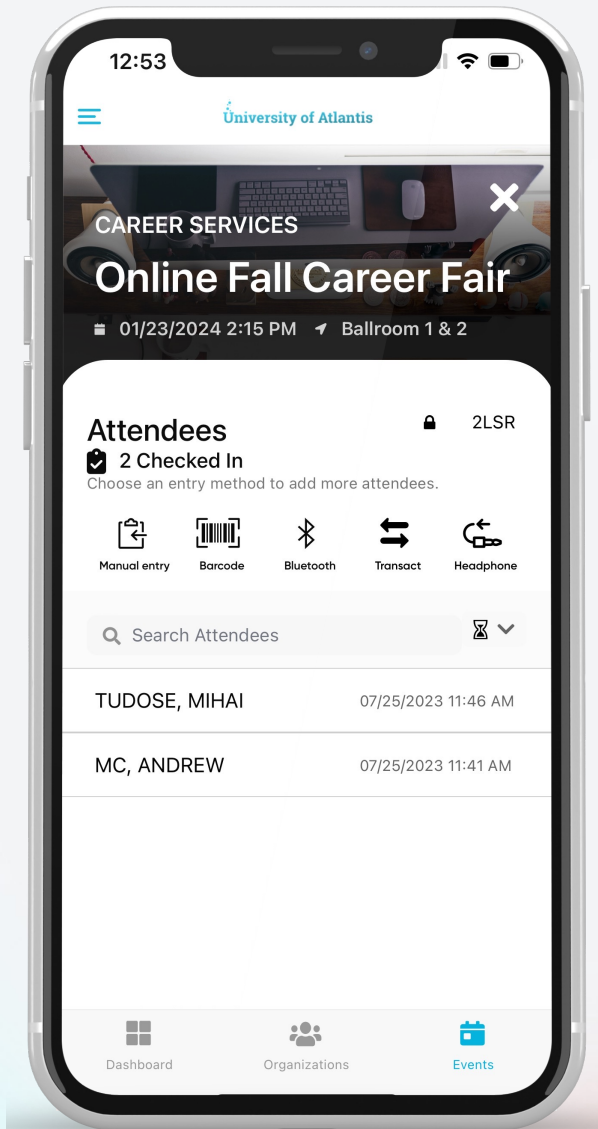 12:53
University of Atlantis
CAREER SERVICES
Online Fall Career Fair
01/23/2024 2:15 PM Ballroom 1 & 2
Attendees 2LSR
2 Checked In
Choose an entry method to add more attendees.
Manual entry Barcode Bluetooth Transact Headphone
Search Attendees
TUDOSE, MIHAI 07/25/2023 11:46 AM
MC, ANDREW 07/25/2023 11:41 AM
Dashboard Organizations Events